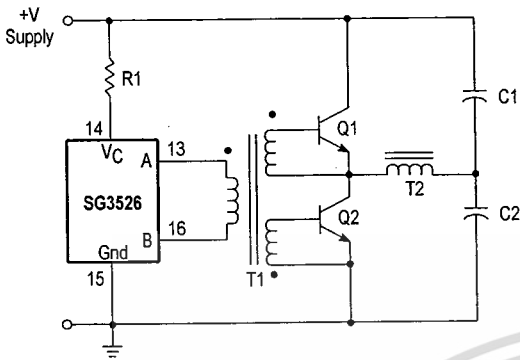 +V
Supply
R1
C1
14
VC
A
13
Q1
SG3526
T2
Q2
C2
B
16
Gnd
15
T1